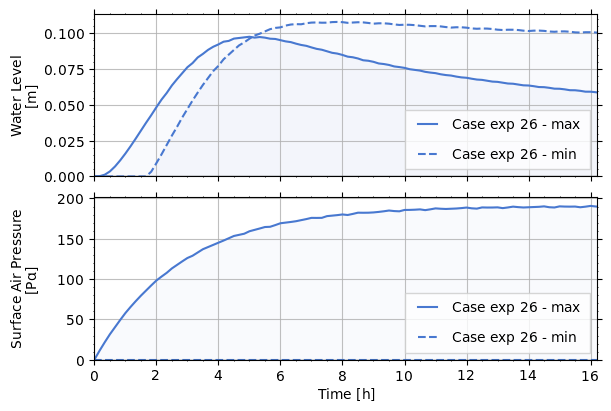 0.100
0.075
0.050
0.025
0.000
Water Level
[m]
Case exp 26 - max
Case exp 26 - min
200
150
100
50
0
Surface Air Pressure
[Pa]
Case exp 26 - max
Case exp 26 - min
0 2 4 6 8 10 12 14 16
Time [h]